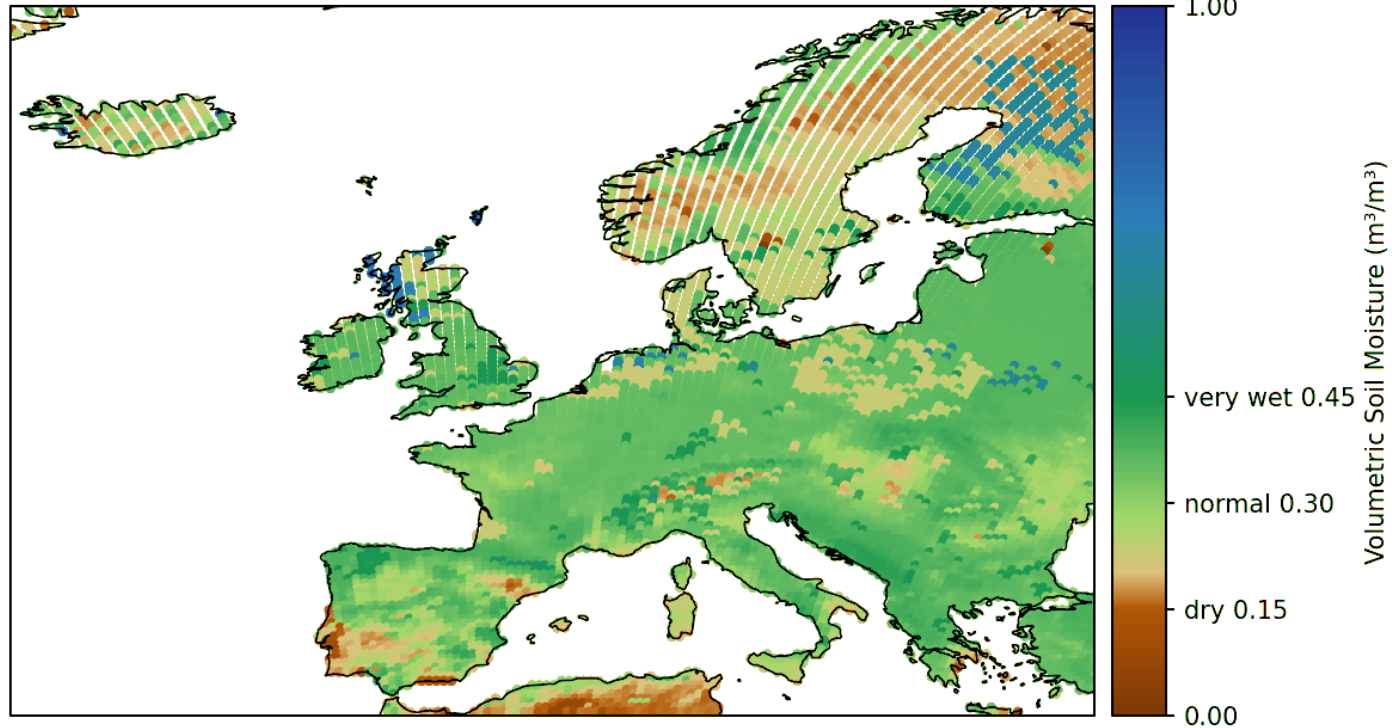 1.00
very wet 0.45
normal 0.30
dry 0.15
0.00
Volumetric Soil Moisture (m³/m³)